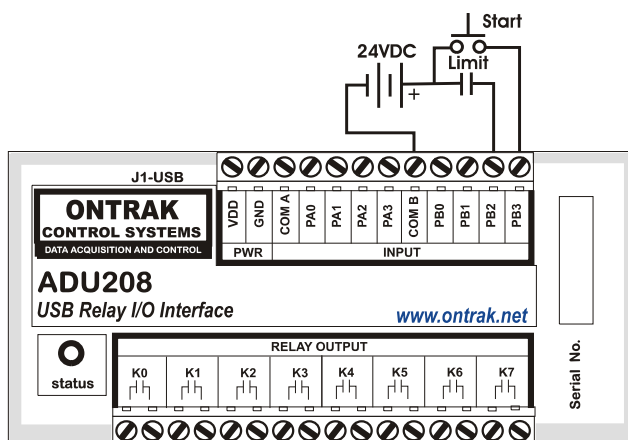 Start
24VDC
Limit
+
J1-USB
ONTRAK
CONTROL SYSTEMS
DATA ACQUISITION AND CONTROL
VDD GND COM A PA0 PA1 PA2 PA3 COM B PB0 PB1 PB2 PB3
PWR INPUT
ADU208
USB Relay I/O Interface
www.ontrak.net
RELAY OUTPUT
K0 K1 K2 K3 K4 K5 K6 K7
status
Serial No.